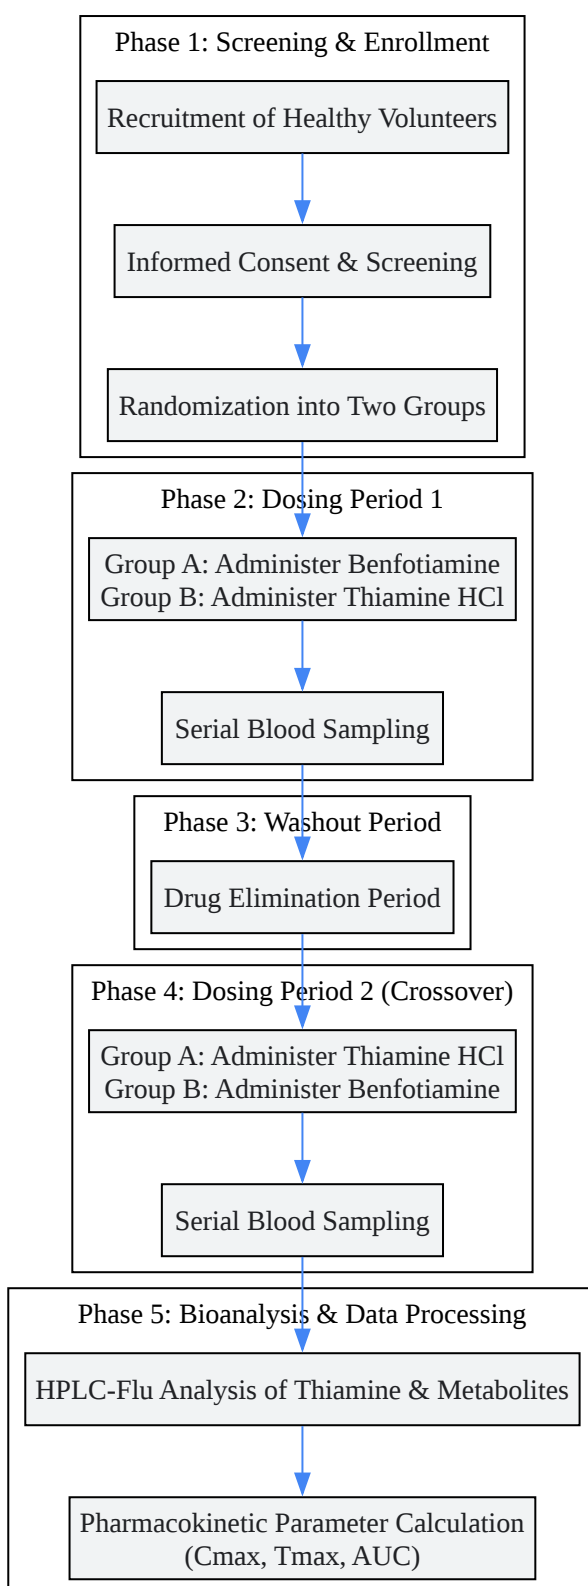 Phase 1: Screening & Enrollment
Recruitment of Healthy Volunteers
Informed Consent & Screening
Randomization into Two Groups
Phase 2: Dosing Period 1
Group A: Administer Benfotiamine
Group B: Administer Thiamine HCl
Serial Blood Sampling
Phase 3: Washout Period
Drug Elimination Period
Phase 4: Dosing Period 2 (Crossover)
Group A: Administer Thiamine HCl
Group B: Administer Benfotiamine
Serial Blood Sampling
Phase 5: Bioanalysis & Data Processing
HPLC-Flu Analysis of Thiamine & Metabolites
Pharmacokinetic Parameter Calculation
(Cmax, Tmax, AUC)